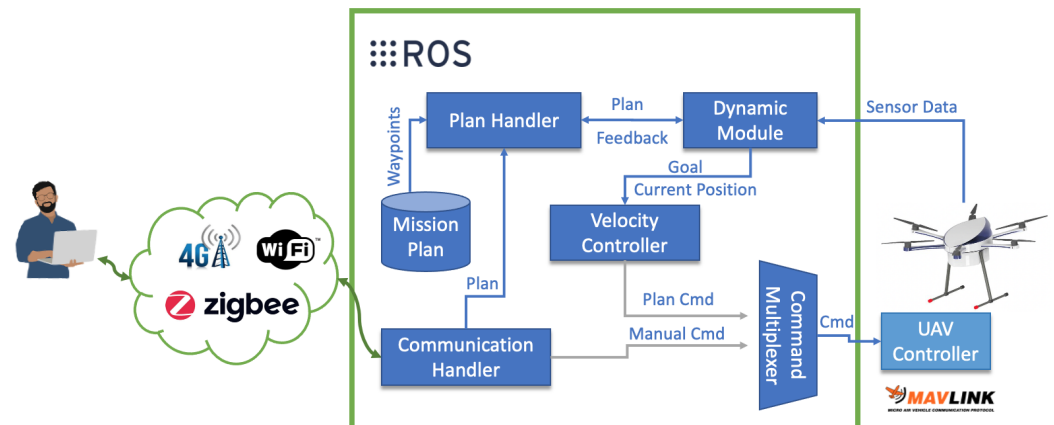 ROS
Plan Handler
Plan
Feedback
Dynamic
Module
Sensor Data
Waypoints
Goal
Current Position
Mission
Plan
Velocity
Controller
4G
WiFi™
zigbee
Plan
Plan Cmd
Manual Cmd
Communication
Handler
Command
Multiplexer
Cmd
UAV
Controller
MAVLINK
MICRO AIR VEHICLE COMMUNICATION PROTOCOL